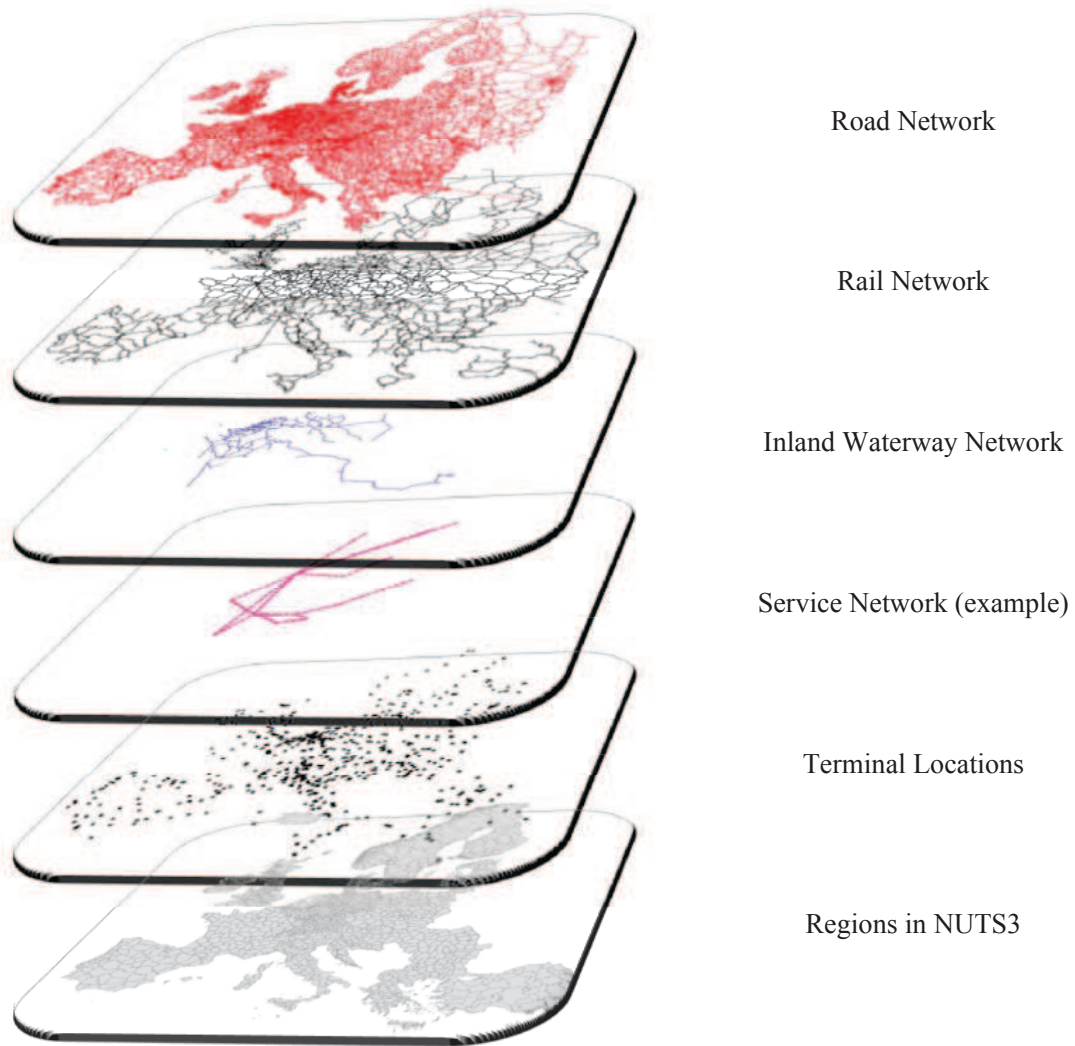 Road Network
Rail Network
Inland Waterway Network
Service Network (example)
Terminal Locations
Regions in NUTS3